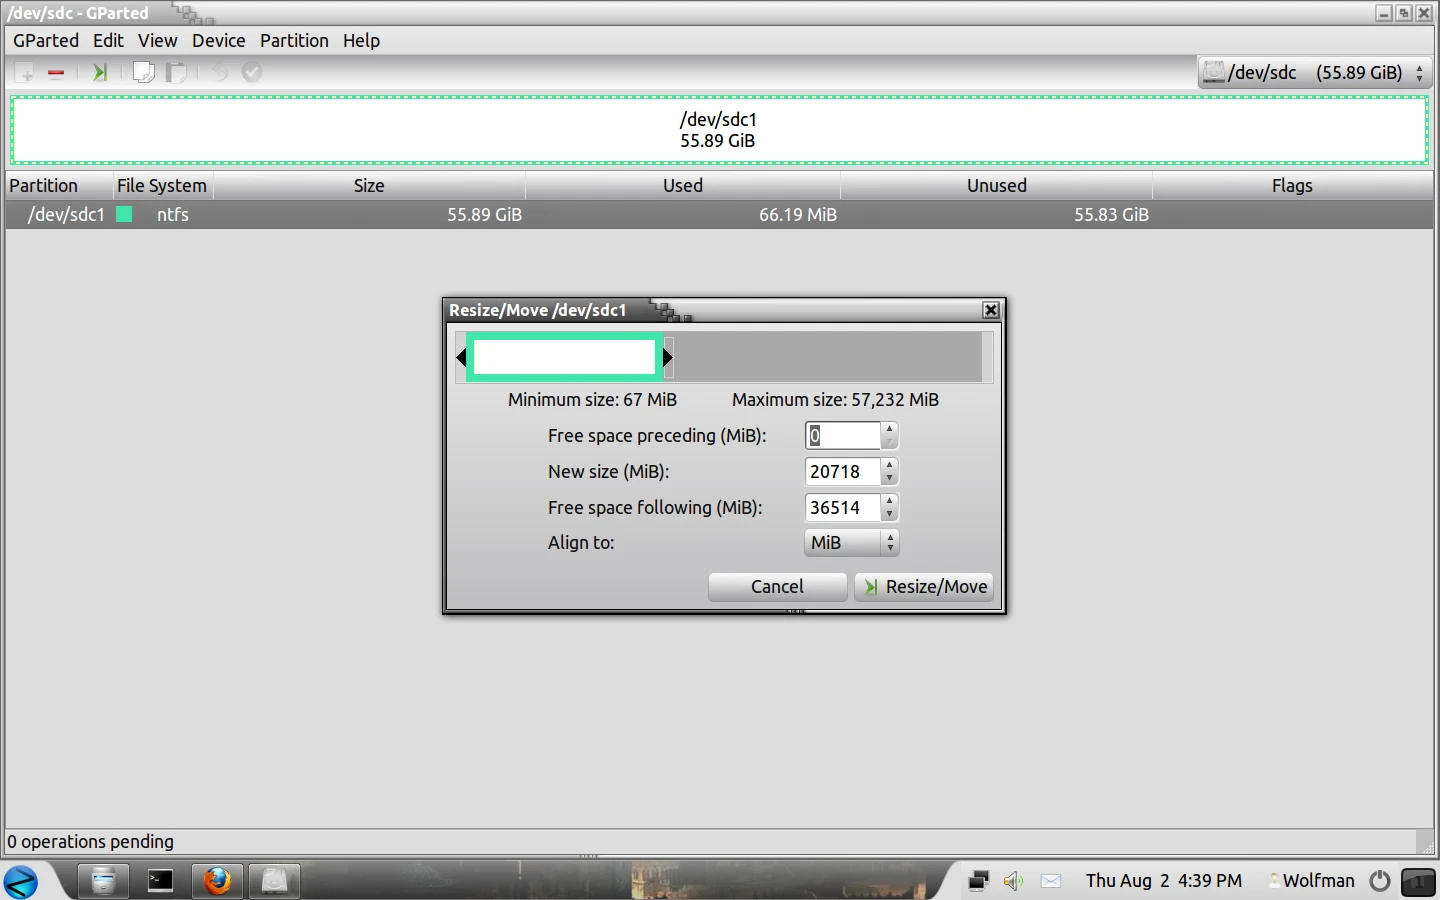 /dev/sdc - GParted
GParted Edit View Device Partition Help
/dev/sdc (55.89 GiB)
/dev/sdc1
55.89 GiB
Partition File System Size Used Unused Flags
/dev/sdc1 ntfs 55.89 GiB 66.19 MiB 55.83 GiB
Resize/Move /dev/sdc1
Minimum size: 67 MiB Maximum size: 57,232 MiB
Free space preceding (MiB): 0
New size (MiB): 20718
Free space following (MiB): 36514
Align to: MiB
Cancel Resize/Move
0 operations pending
Thu Aug 2 4:39 PM Wolfman 1